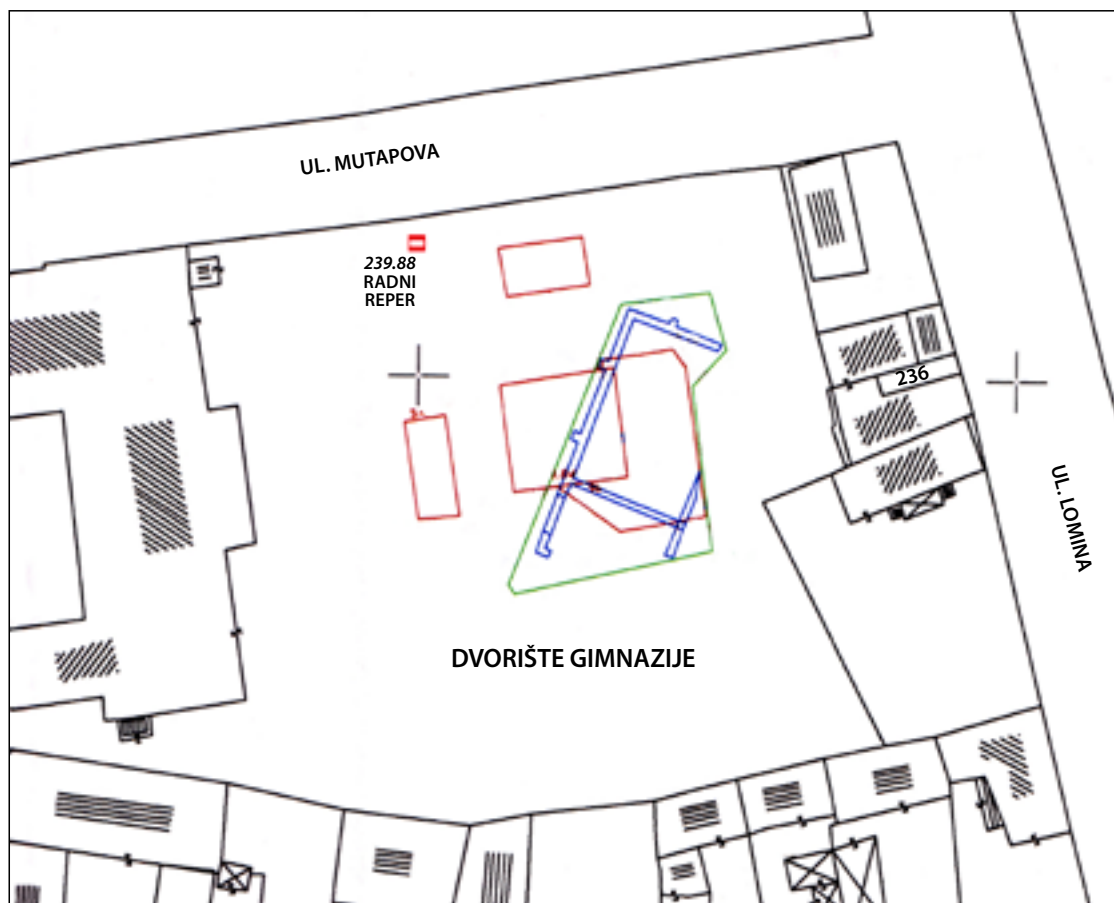 UL. MUTAPOVA
239.88
RADNI
REPER
236
UL. LOMINA
DVORIŠTE GIMNAZIJE